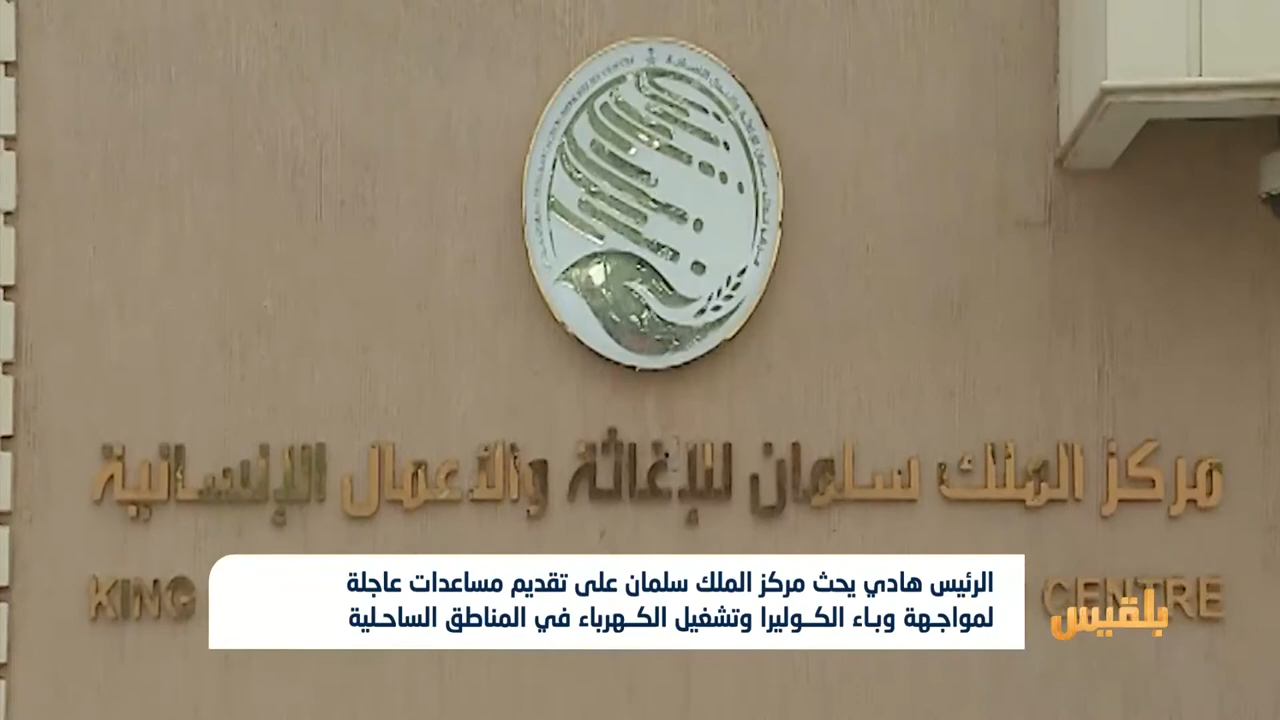 مركز الملك سلمان للإغاثة والأعمال الإنسانية
KING CENTRE
الرئيس هادي يحث مركز الملك سلمان على تقديم مساعدات عاجلة
لمواجهة وباء الكوليرا وتشغيل الكهرباء في المناطق الساحلية
بلقيس